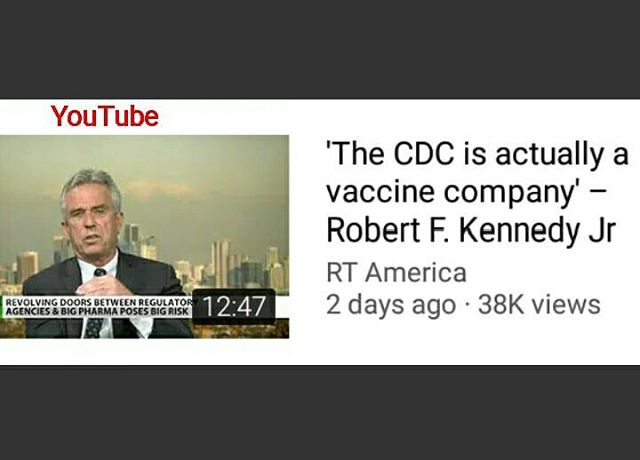 YouTube
'The CDC is actually a
vaccine company' –
Robert F. Kennedy Jr
RT America
2 days ago · 38K views
REVOLVING DOORS BETWEEN REGULATORY
AGENCIES & BIG PHARMA POSES BIG RISK
12:47